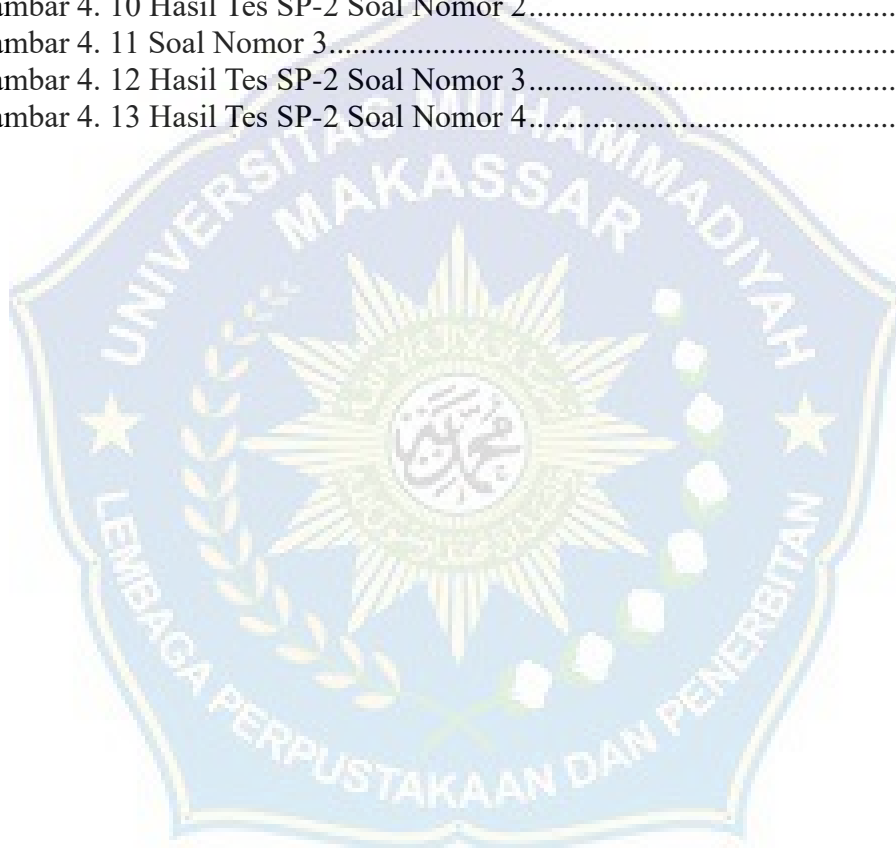 ambar 4. 10 Hasil Tes SP-2 Soal Nomor 2
ambar 4. 11 Soal Nomor 3
ambar 4. 12 Hasil Tes SP-2 Soal Nomor 3
ambar 4. 13 Hasil Tes SP-2 Soal Nomor 4
UNIVERSITAS MUHAMMADIYAH
MAKASSAR
محمدية
LEMBAGA PERPUSTAKAAN DAN PENERBITAN